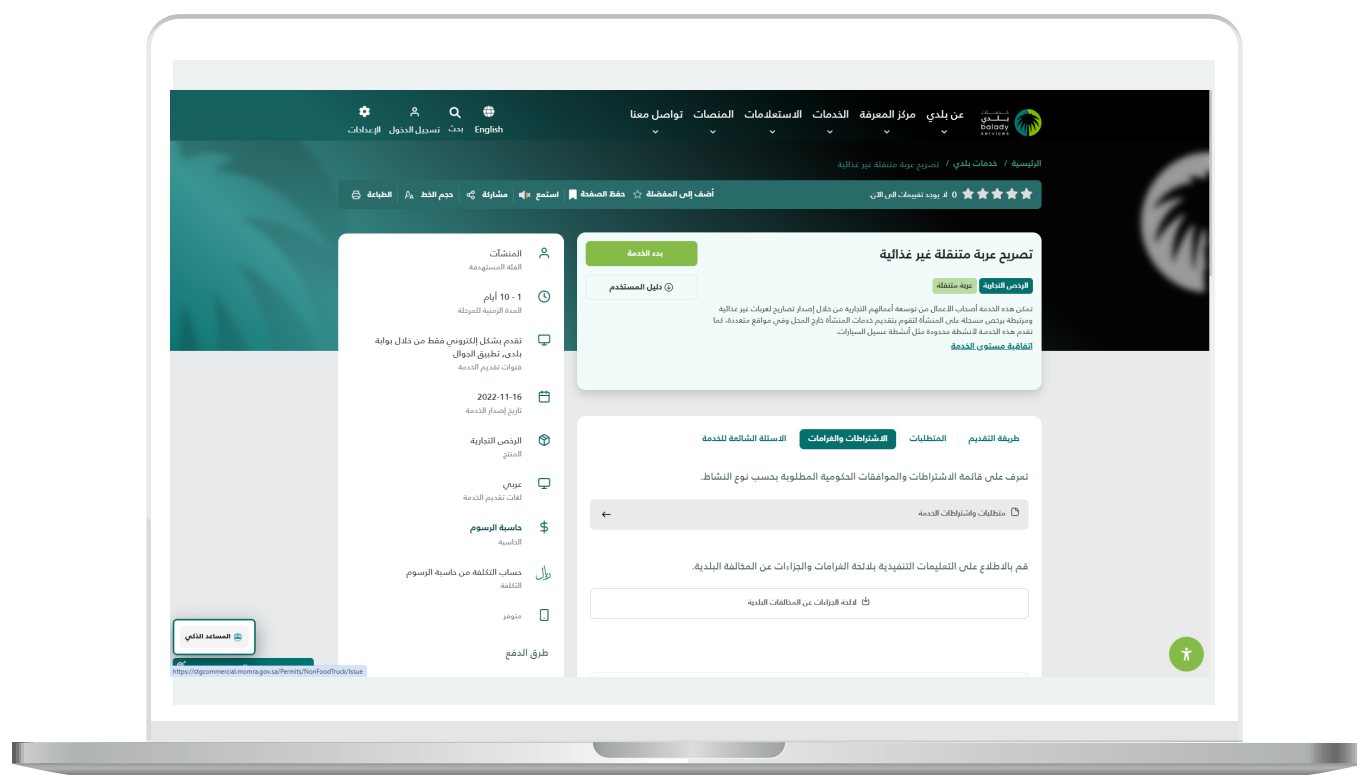 خدمات
بلدي
balady
services
عن بلدي
مركز المعرفة
الخدمات
الاستعلامات
المنصات
تواصل معنا
English
بحث
تسجيل الدخول
الإعدادات
الرئيسية / خدمات بلدي / تصريح عربة متنقلة غير غذائية
0 لا يوجد تقييمات الى الآن.
أضف إلى المفضلة
حفظ الصفحة
استمع
مشاركة
حجم الخط
الطباعة
تصريح عربة متنقلة غير غذائية
بدء الخدمة
دليل المستخدم
الرخص التجارية
عربة متنقلة
تمكن هذه الخدمة أصحاب الأعمال من توسعة أعمالهم التجارية من خلال إصدار تصاريح لعربات غير غذائية
ومرتبطة برخص مسجلة على المنشأة لتقوم بتقديم خدمات المنشأة خارج المحل وفي مواقع متعددة، كما
تقدم هذه الخدمة لأنشطة محدودة مثل أنشطة غسيل السيارات.
اتفاقية مستوى الخدمة
طريقة التقديم
المتطلبات
الاشتراطات والغرامات
الاسئلة الشائعة للخدمة
تعرف على قائمة الاشتراطات والموافقات الحكومية المطلوبة بحسب نوع النشاط.
متطلبات واشتراطات الخدمة
قم بالاطلاع على التعليمات التنفيذية بلائحة الغرامات والجزاءات عن المخالفة البلدية.
لائحة الجزاءات عن المخالفات البلدية
المنشآت
الفئة المستهدفة
1 - 10 أيام
المدة الزمنية للمرحلة
تقدم بشكل إلكتروني فقط من خلال بوابة
بلدي, تطبيق الجوال
قنوات تقديم الخدمة
2022-11-16
تاريخ إصدار الخدمة
الرخص التجارية
المنتج
عربي
لغات تقديم الخدمة
حاسبة الرسوم
الحاسبة
حساب التكلفة من حاسبة الرسوم
التكلفة
متوفر
طرق الدفع
المساعد الذكي
https://stgcommercial.momra.gov.sa/Permits/NonFoodTruck/Issue